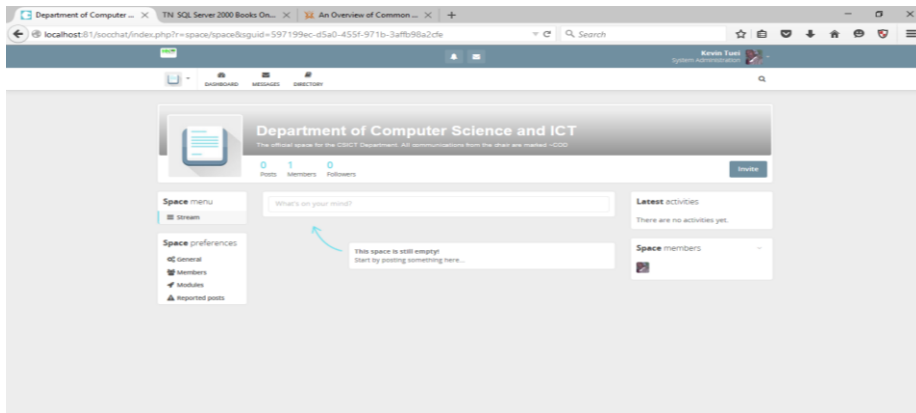 Department of Computer ...
TN SQL Server 2000 Books On...
An Overview of Common ...
localhost:81/socchat/index.php?r=space/space&sguid=597199ec-d5a0-455f-971b-3affb98a2cfe
Search
Kevin Tuei
System Administration
DASHBOARD
MESSAGES
DIRECTORY
Department of Computer Science and ICT
The official space for the CSICT Department. All communications from the chair are marked -COD
0 1 0
Posts Members Followers
Invite
Space menu
Stream
Space preferences
General
Members
Modules
Reported posts
What's on your mind?
This space is still empty!
Start by posting something here...
Latest activities
There are no activities yet.
Space members